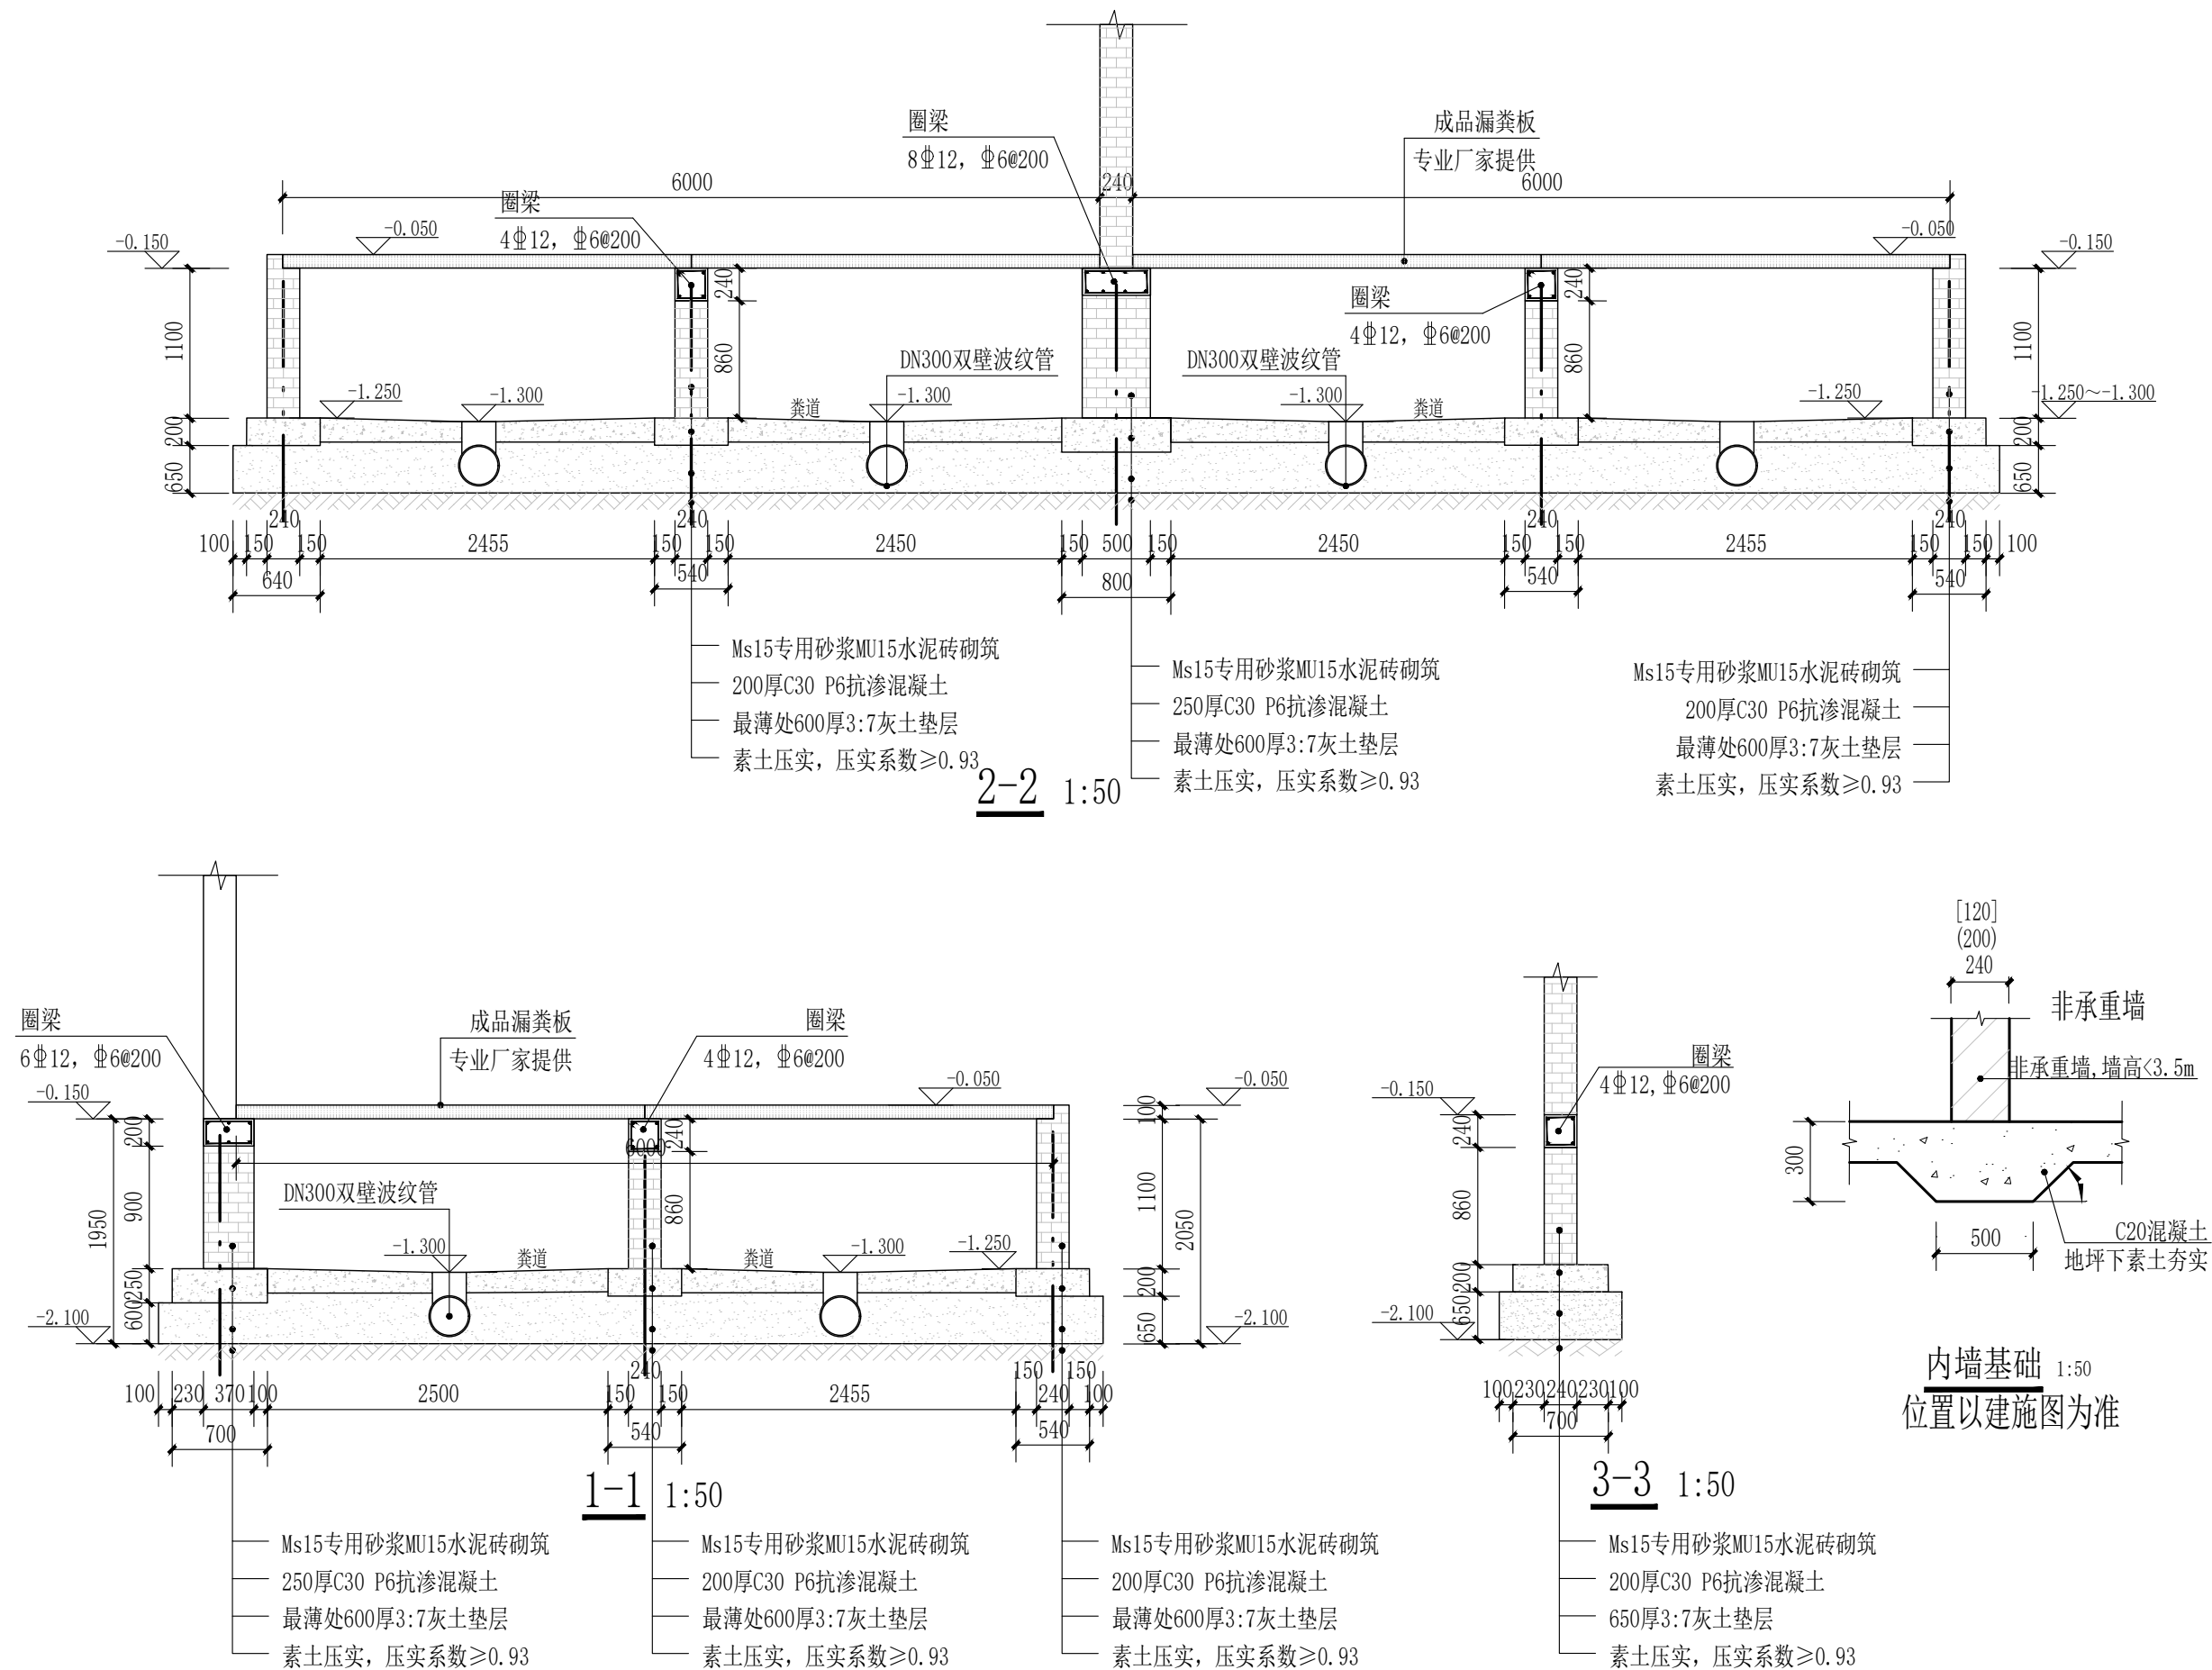 圈梁
8⌽12，⌽6@200
成品漏粪板
专业厂家提供
6000
240
6000
圈梁
4⌽12，⌽6@200
-0.150
-0.050
-0.050
-0.150
240
240
圈梁
4⌽12，⌽6@200
1100
860
DN300双壁波纹管
DN300双壁波纹管
860
1100
-1.250
-1.300
粪道
-1.300
-1.300
粪道
-1.250
-1.250~-1.300
200
200
650
650
240
240
240
240
100
150
150
2455
150
150
2450
150
500
150
2450
150
150
2455
150
150
100
640
540
800
540
540
Ms15专用砂浆MU15水泥砖砌筑
200厚C30 P6抗渗混凝土
最薄处600厚3:7灰土垫层
素土压实，压实系数≥0.93
Ms15专用砂浆MU15水泥砖砌筑
250厚C30 P6抗渗混凝土
最薄处600厚3:7灰土垫层
素土压实，压实系数≥0.93
Ms15专用砂浆MU15水泥砖砌筑
200厚C30 P6抗渗混凝土
最薄处600厚3:7灰土垫层
素土压实，压实系数≥0.93
2-2 1:50
圈梁
6⌽12，⌽6@200
成品漏粪板
专业厂家提供
圈梁
4⌽12，⌽6@200
-0.150
-0.050
-0.050
200
240
100
6000
900
1950
DN300双壁波纹管
860
1100
2050
-1.300
粪道
粪道
-1.300
-1.250
250
200
600
650
-2.100
-2.100
240
150
150
100
230
370
100
2500
150
150
2455
240
100
700
540
540
1-1 1:50
Ms15专用砂浆MU15水泥砖砌筑
250厚C30 P6抗渗混凝土
最薄处600厚3:7灰土垫层
素土压实，压实系数≥0.93
Ms15专用砂浆MU15水泥砖砌筑
200厚C30 P6抗渗混凝土
最薄处600厚3:7灰土垫层
素土压实，压实系数≥0.93
Ms15专用砂浆MU15水泥砖砌筑
200厚C30 P6抗渗混凝土
最薄处600厚3:7灰土垫层
素土压实，压实系数≥0.93
圈梁
4⌽12,⌽6@200
-0.150
240
860
200
650
-2.100
100
230
240
230
100
700
3-3 1:50
Ms15专用砂浆MU15水泥砖砌筑
200厚C30 P6抗渗混凝土
650厚3:7灰土垫层
素土压实，压实系数≥0.93
[120]
(200)
240
非承重墙
非承重墙,墙高<3.5m
300
500
C20混凝土
地坪下素土夯实
内墙基础 1:50
位置以建施图为准